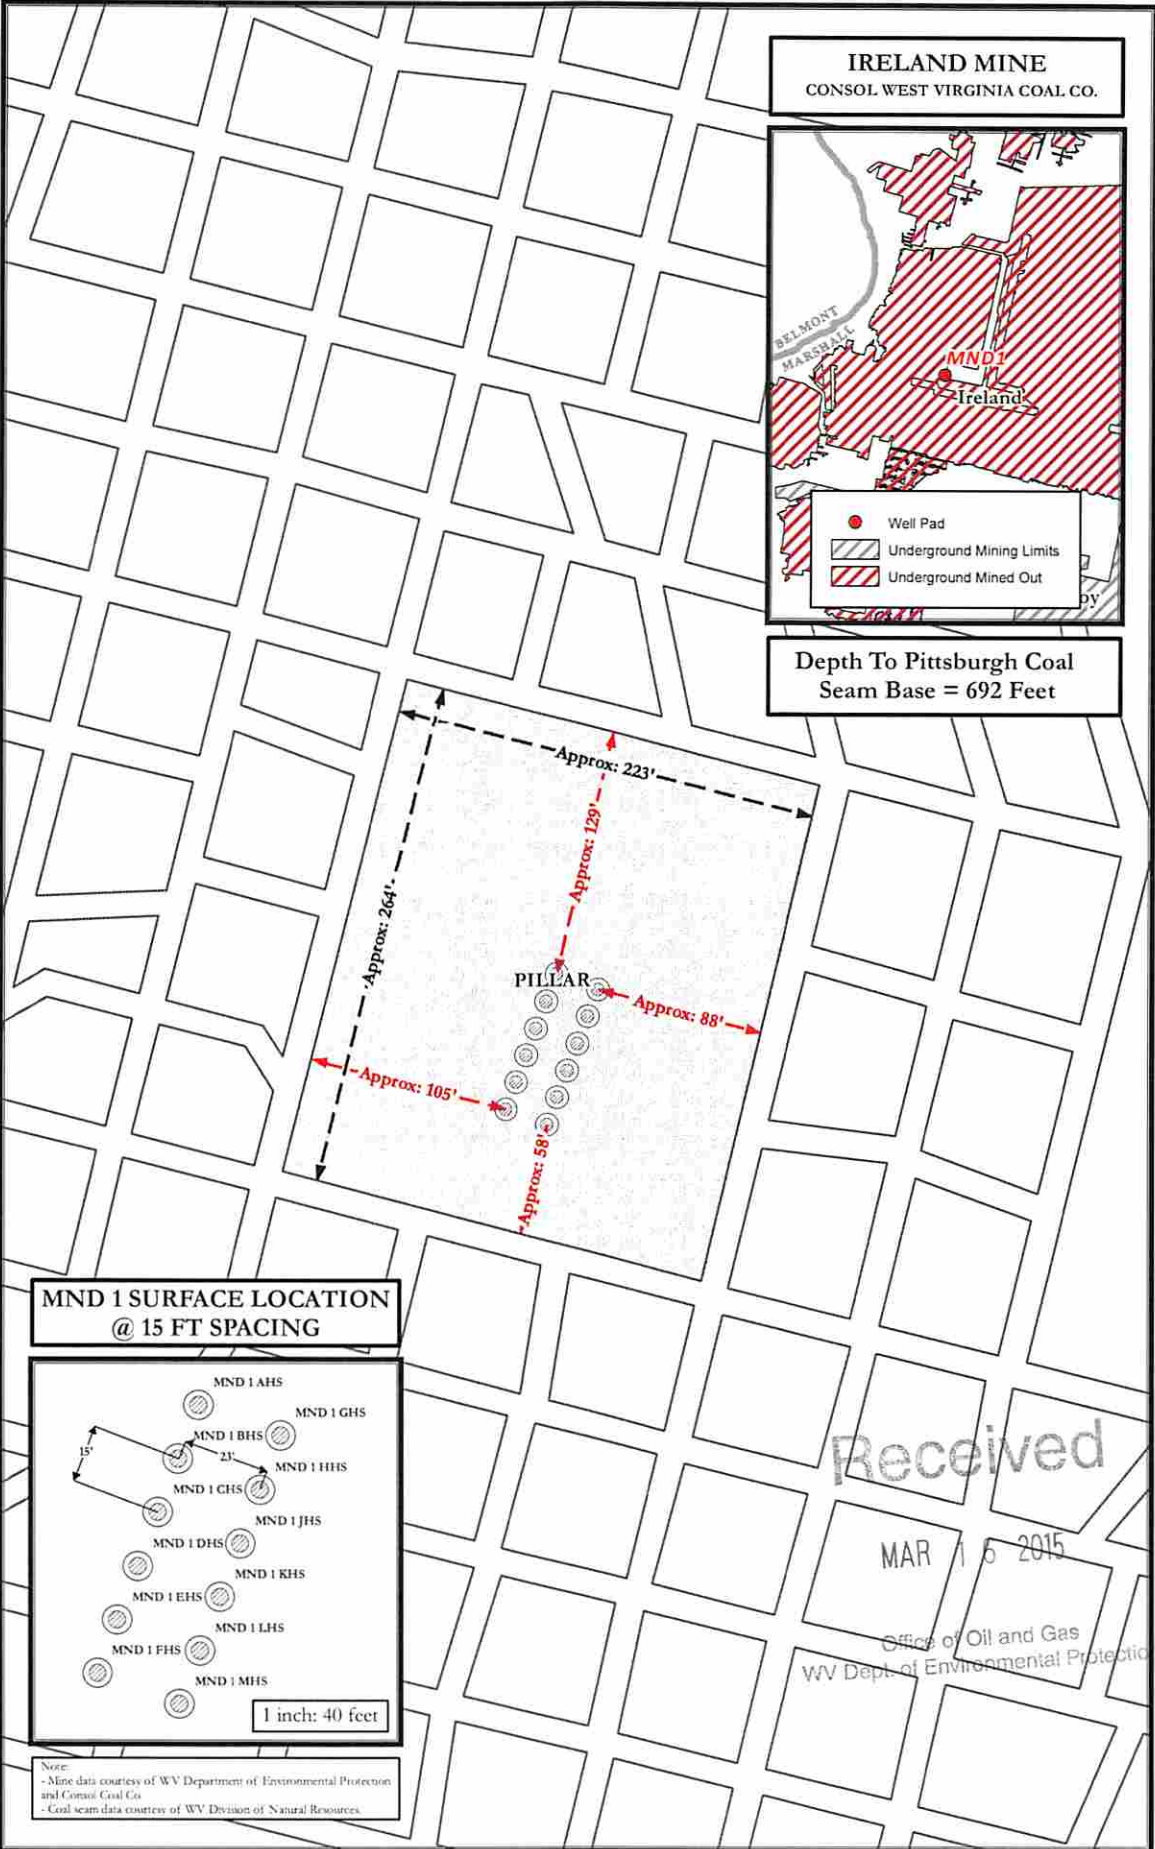 IRELAND MINE
CONSOL WEST VIRGINIA COAL CO.
BELMONT
MARSHALL
MND1
Ireland
Well Pad
Underground Mining Limits
Underground Mined Out
oy
Depth To Pittsburgh Coal
Seam Base = 692 Feet
Approx: 223'
Approx: 129'
Approx: 264'
PILLAR
Approx: 88'
Approx: 105'
Approx: 58'
MND 1 SURFACE LOCATION
@ 15 FT SPACING
MND 1 AHS
MND 1 GHS
MND 1 BHS
15'
23'
MND 1 HHS
MND 1 CHS
MND 1 JHS
MND 1 DHS
MND 1 KHS
MND 1 EHS
MND 1 LHS
MND 1 FHS
MND 1 MHS
1 inch: 40 feet
Received
MAR 16 2015
Office of Oil and Gas
WV Dept. of Environmental Protectio
Note:
- Mine data courtesy of WV Department of Environmental Protection
and Consol Coal Co
- Coal seam data courtesy of WV Division of Natural Resources.